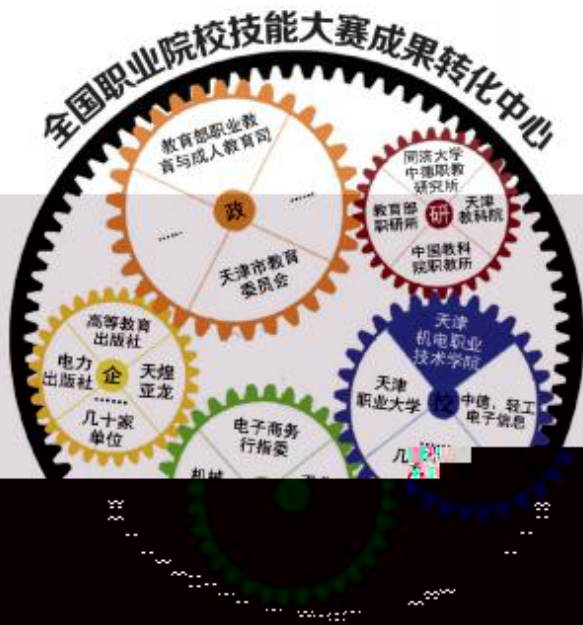 全国职业院校技能大赛成果转化中心
教育部职业教
育与成人教育司
……
……
政
天津市教育
委员会
同济大学
中德职教
研究所
教育部
职研所
研
天津
教科院
中国教科
院职教所
高等教育
出版社
电力
出版社
企
天煌
亚龙
……
几十家
单位
天津
机电职业
技术学院
天津
职业大学
校
中德，轻工
电子信息
……
几
电子商务
行指委
机械